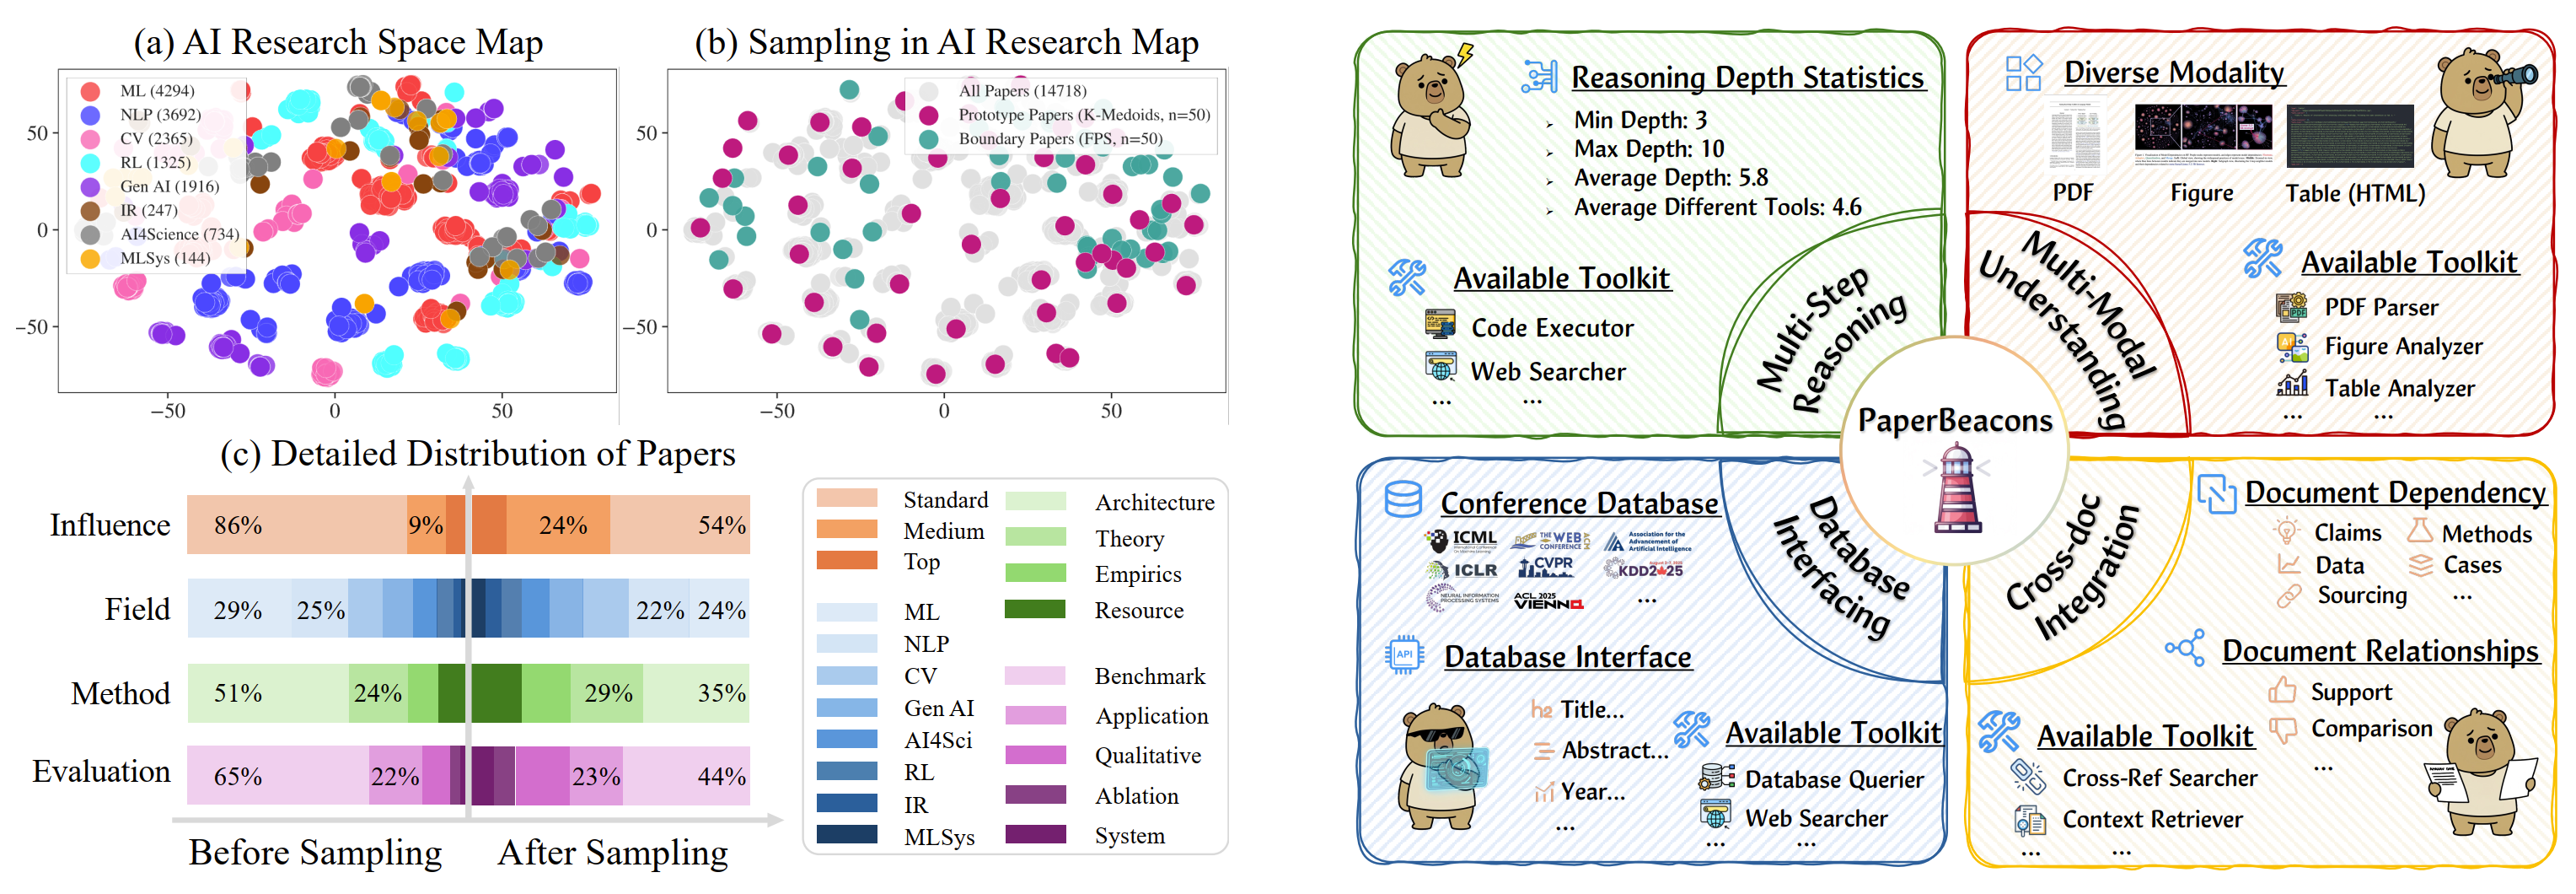 (a) AI Research Space Map
ML (4294)
NLP (3692)
CV (2365)
RL (1325)
Gen AI (1916)
IR (247)
AI4Science (734)
MLSys (144)
50
0
−50
−50
0
50
(b) Sampling in AI Research Map
All Papers (14718)
Prototype Papers (K-Medoids, n=50)
Boundary Papers (FPS, n=50)
50
0
−50
−50
0
50
(c) Detailed Distribution of Papers
Influence
86%
9%
24%
54%
Field
29%
25%
22%
24%
Method
51%
24%
29%
35%
Evaluation
65%
22%
23%
44%
Before Sampling
After Sampling
Standard
Medium
Top
ML
NLP
CV
Gen AI
AI4Sci
RL
IR
MLSys
Architecture
Theory
Empirics
Resource
Benchmark
Application
Qualitative
Ablation
System
Reasoning Depth Statistics
Min Depth: 3
Max Depth: 10
Average Depth: 5.8
Average Different Tools: 4.6
Available Toolkit
Code Executor
Web Searcher
...
...
Multi-Step
Reasoning
Diverse Modality
PDF
Figure
Table (HTML)
Available Toolkit
PDF Parser
Figure Analyzer
Table Analyzer
...
...
Multi-Modal
Understanding
PaperBeacons
Conference Database
ICML
THE WEB
CONFERENCE
ACM
Association for the
Advancement of
Artificial Intelligence
ICLR
CVPR
KDD2025
NEURAL INFORMATION
PROCESSING SYSTEMS
ACL 2025
VIENNA
...
API
Database Interface
h2 Title...
Abstract...
Year...
...
Available Toolkit
Database Querier
Web Searcher
...
...
Database
Interfacing
Document Dependency
Claims
Methods
Data
Cases
Sourcing
...
Document Relationships
Support
Comparison
...
Available Toolkit
Cross-Ref Searcher
Context Retriever
...
...
Cross-doc
Integration